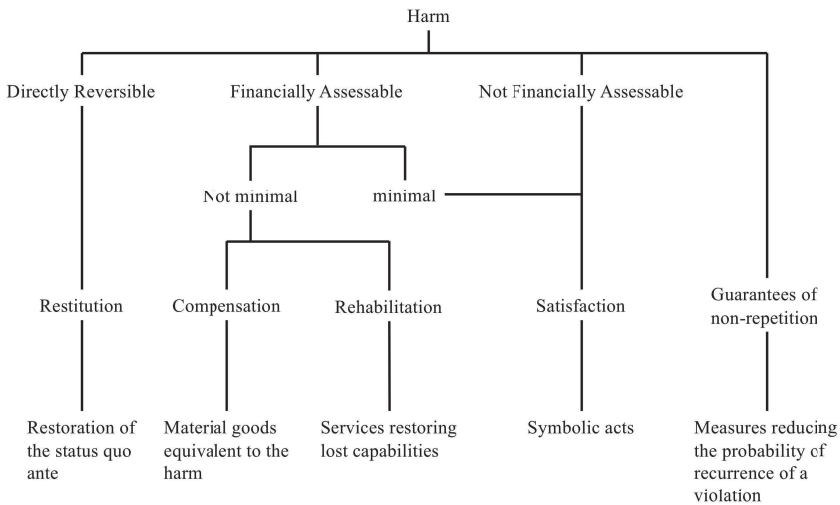 Harm
Directly Reversible
Financially Assessable
Not Financially Assessable
Not minimal
minimal
Restitution
Compensation
Rehabilitation
Satisfaction
Guarantees of
non-repetition
Restoration of
the status quo
ante
Material goods
equivalent to the
harm
Services restoring
lost capabilities
Symbolic acts
Measures reducing
the probability of
recurrence of a
violation